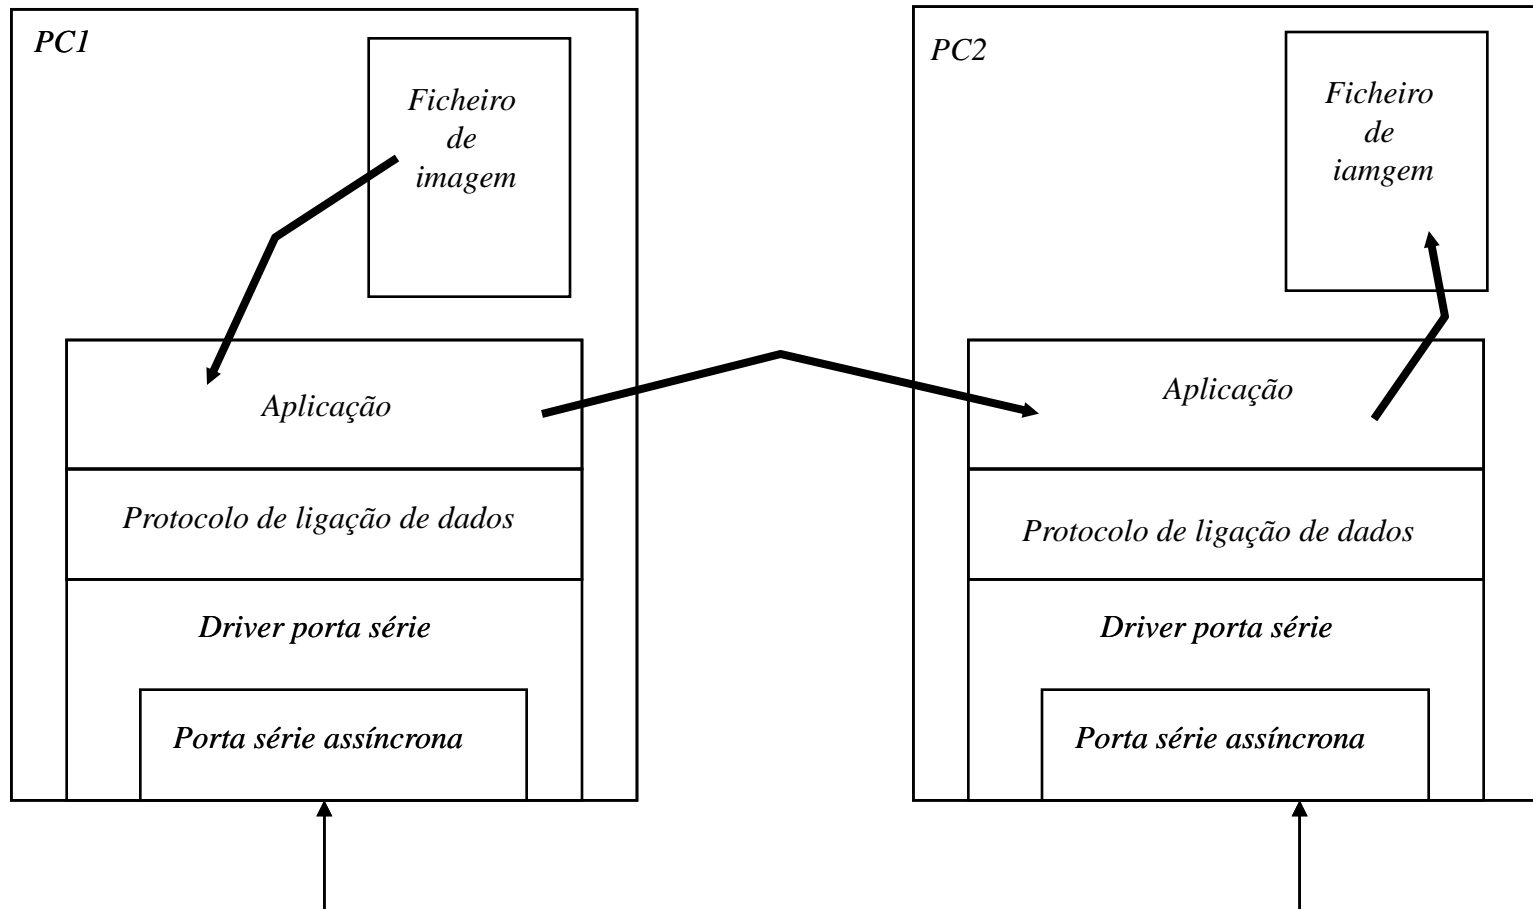 PC1
Ficheiro
de
imagem
Aplicação
Protocolo de ligação de dados
Driver porta série
Porta série assíncrona
PC2
Ficheiro
de
iamgem
Aplicação
Protocolo de ligação de dados
Driver porta série
Porta série assíncrona